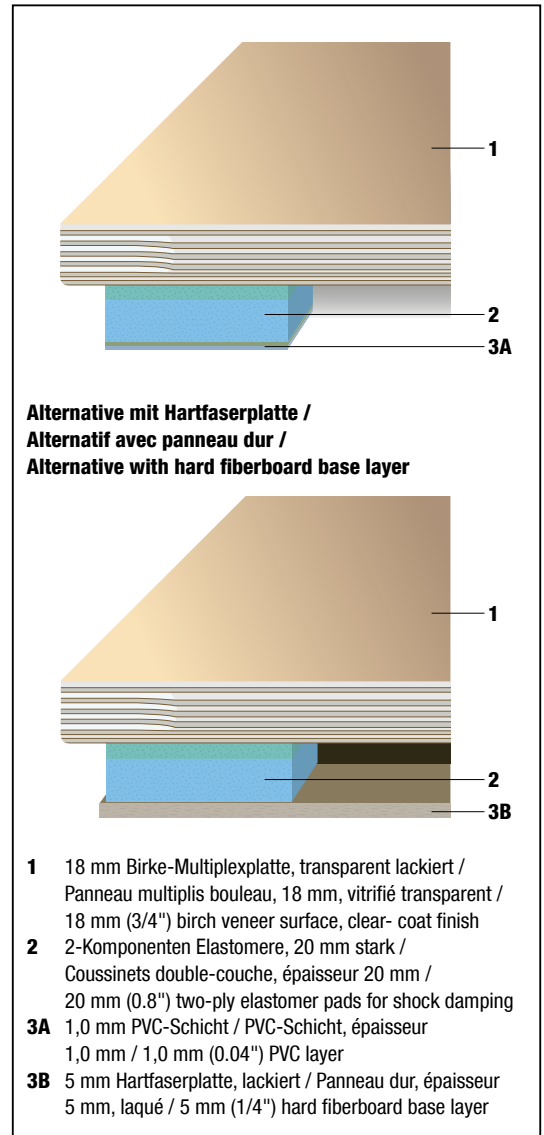 1
2
3A
Alternative mit Hartfaserplatte /
Alternatif avec panneau dur /
Alternative with hard fiberboard base layer
1
2
3B
1 18 mm Birke-Multiplexplatte, transparent lackiert /
Panneau multiplis bouleau, 18 mm, vitrifié transparent /
18 mm (3/4") birch veneer surface, clear- coat finish
2 2-Komponenten Elastomere, 20 mm stark /
Coussinets double-couche, épaisseur 20 mm /
20 mm (0.8") two-ply elastomer pads for shock damping
3A 1,0 mm PVC-Schicht / PVC-Schicht, épaisseur
1,0 mm / 1,0 mm (0.04") PVC layer
3B 5 mm Hartfaserplatte, lackiert / Panneau dur, épaisseur
5 mm, laqué / 5 mm (1/4") hard fiberboard base layer